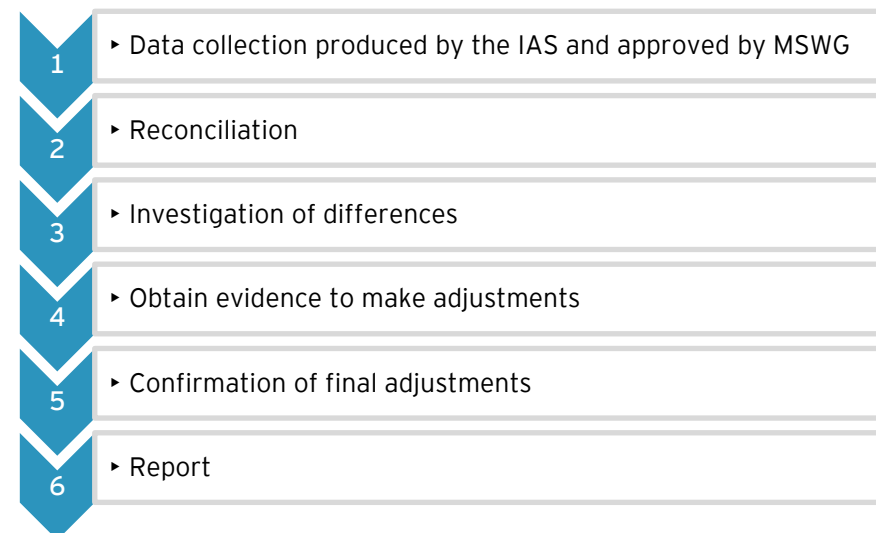 1 ‣ Data collection produced by the IAS and approved by MSWG
2 ‣ Reconciliation
3 ‣ Investigation of differences
4 ‣ Obtain evidence to make adjustments
5 ‣ Confirmation of final adjustments
6 ‣ Report